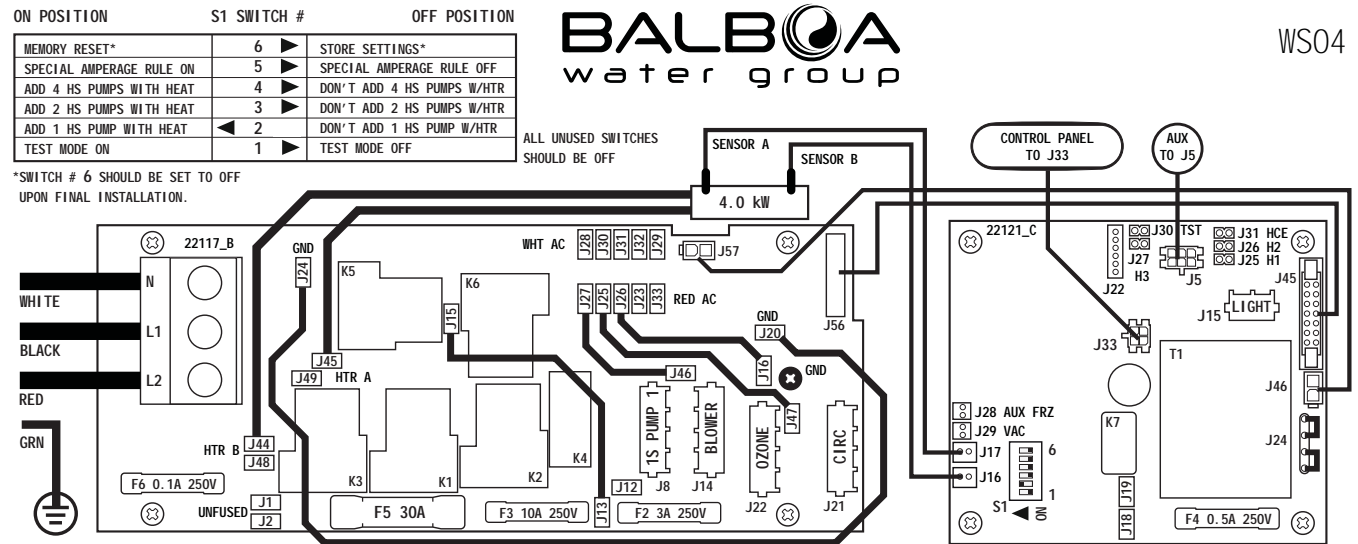 ON POSITION S1 SWITCH # OFF POSITION
MEMORY RESET* 6 ▶ STORE SETTINGS*
SPECIAL AMPERAGE RULE ON 5 ▶ SPECIAL AMPERAGE RULE OFF
ADD 4 HS PUMPS WITH HEAT 4 ▶ DON'T ADD 4 HS PUMPS W/HTR
ADD 2 HS PUMPS WITH HEAT 3 ▶ DON'T ADD 2 HS PUMPS W/HTR
ADD 1 HS PUMP WITH HEAT ◀ 2 DON'T ADD 1 HS PUMP W/HTR
TEST MODE ON 1 ▶ TEST MODE OFF
*SWITCH # 6 SHOULD BE SET TO OFF
UPON FINAL INSTALLATION.
ALL UNUSED SWITCHES
SHOULD BE OFF
BALBOA
water group
WS04
SENSOR A
SENSOR B
4.0 kW
CONTROL PANEL
TO J33
AUX
TO J5
22117_B
N
WHITE
L1
BLACK
L2
RED
GRN
GND
J24
K5
K6
J15
J45
J49
HTR A
HTR B
J44
J48
F6 0.1A 250V
UNFUSED
J1
J2
K3
K1
K2
K4
F5 30A
F3 10A 250V
J13
J12
F2 3A 250V
WHT AC
J28
J30
J31
J32
J29
J57
J27
J25
J26
J23
J33
RED AC
J56
GND
J20
J16
GND
J46
J47
1S PUMP 1
J8
BLOWER
J14
OZONE
J22
CIRC
J21
22121_C
J30 TST
J27
H3
J22
J5
J31 HCE
J26 H2
J25 H1
J45
J15
LIGHT
J33
T1
J46
J28 AUX FRZ
J29 VAC
J17
J16
K7
J24
6
1
S1
ON
J19
J18
F4 0.5A 250V